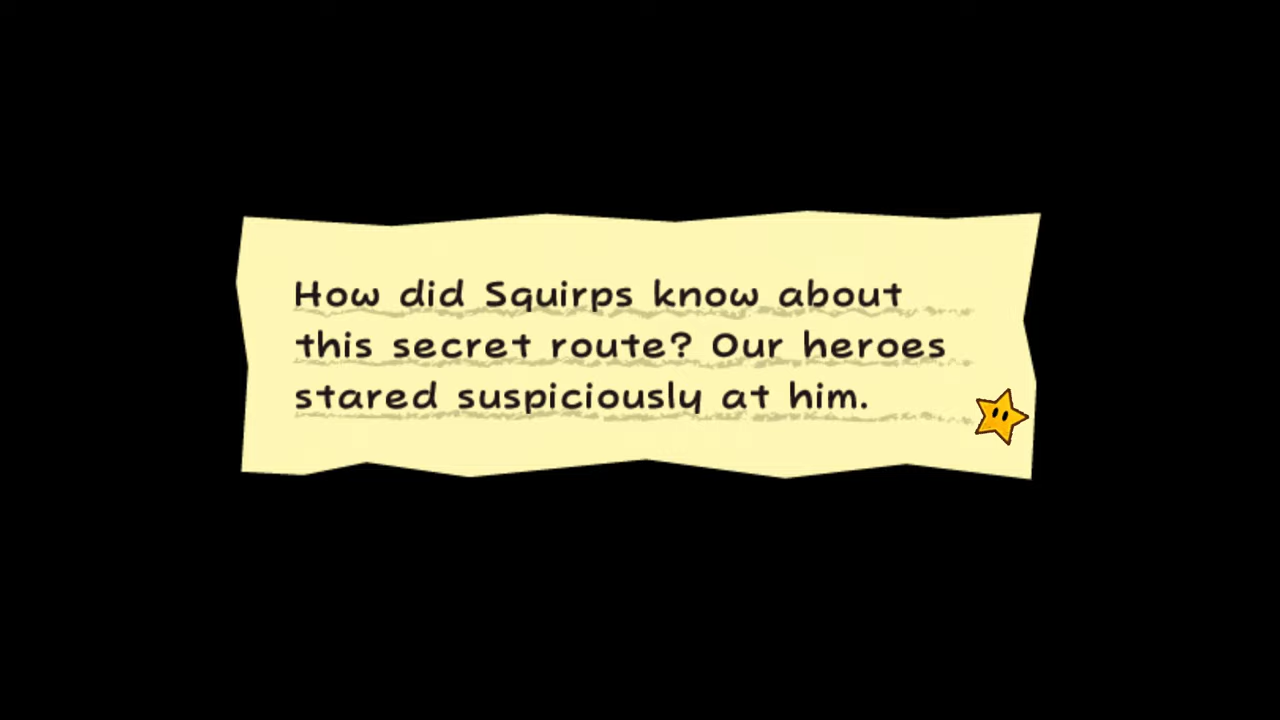 How did Squirps know about
this secret route? Our heroes
stared suspiciously at him.